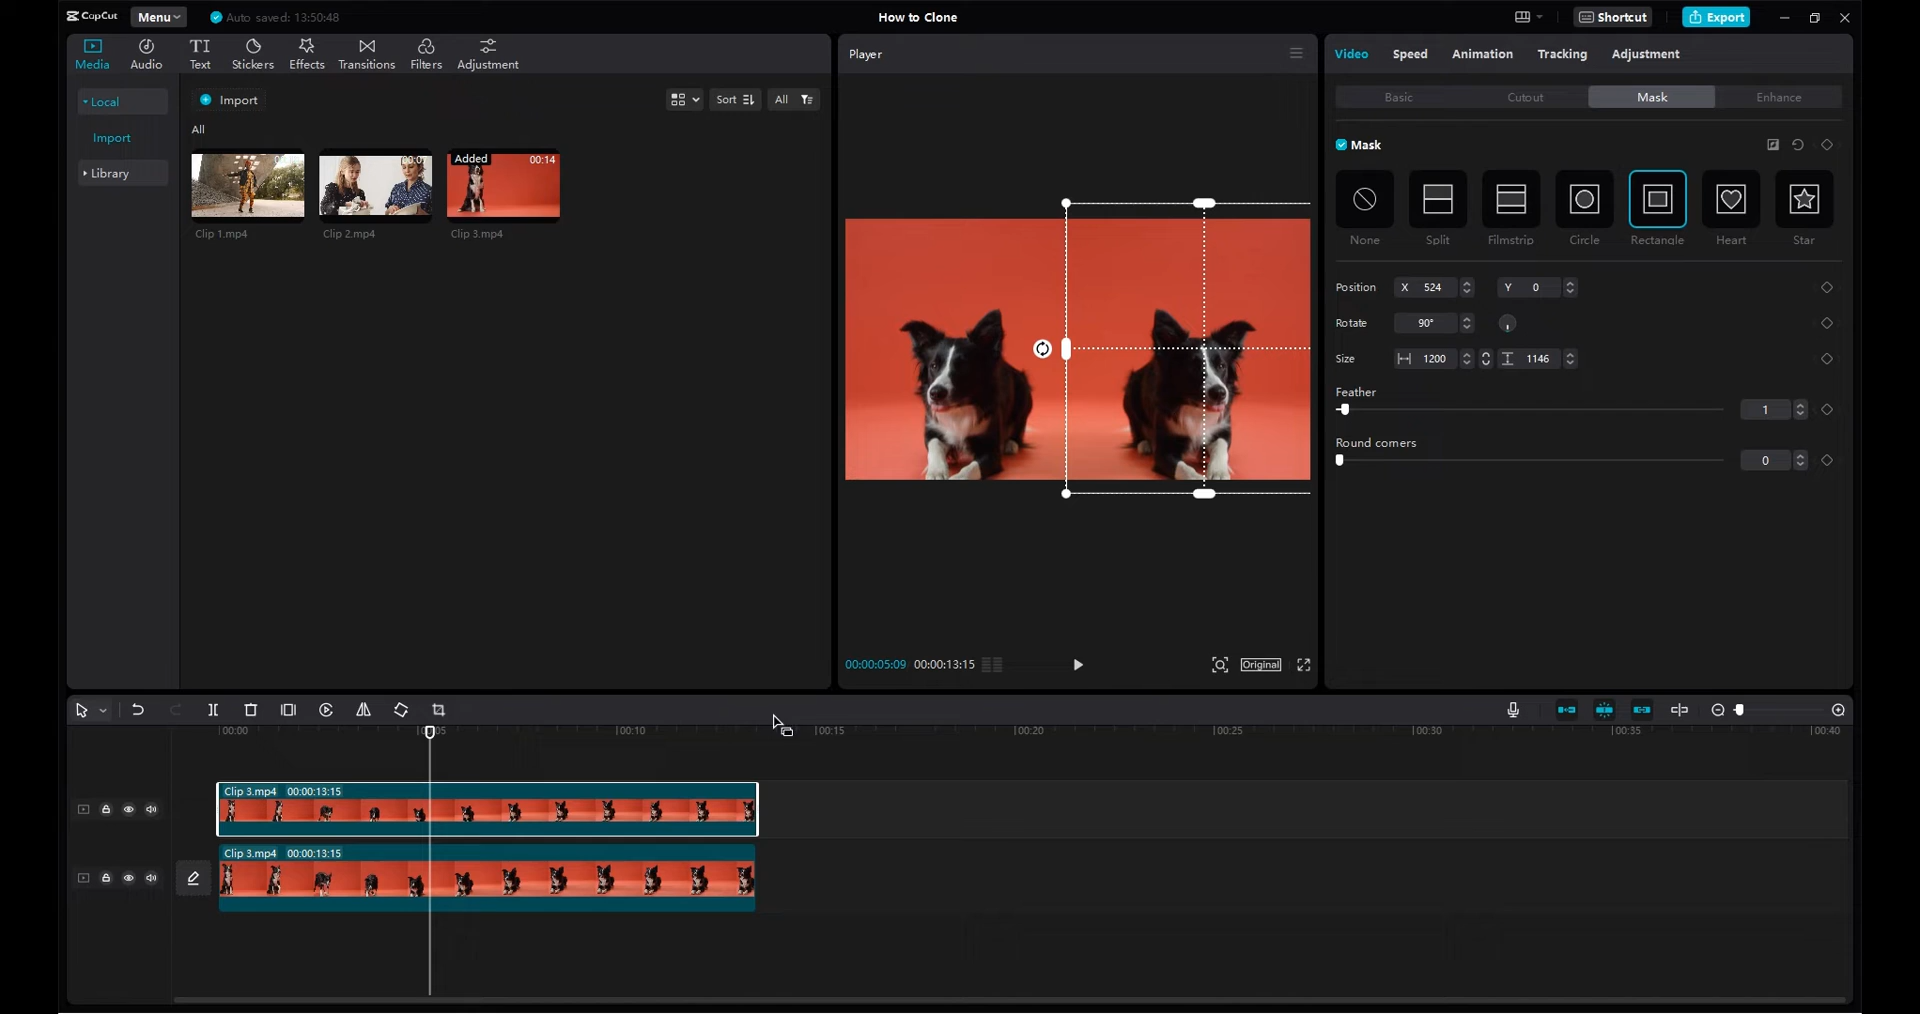 CapCut Menu Auto saved: 13:50:48 How to Clone Shortcut Export
Media Audio Text Stickers Effects Transitions Filters Adjustment
Player
Video Speed Animation Tracking Adjustment
Local
Import
Library
Import Sort All
All
Added 00:14
Clip 1.mp4 Clip 2.mp4 Clip 3.mp4
Basic Cutout Mask Enhance
Mask
None Split Filmstrip Circle Rectangle Heart Star
Position X 524 Y 0
Rotate 90°
Size 1200 1146
Feather
1
Round corners
0
00:00:05:09 00:00:13:15 Original
00:00 00:10 00:15 00:20 00:25 00:30 00:35 00:40
Clip 3.mp4 00:00:13:15
Clip 3.mp4 00:00:13:15